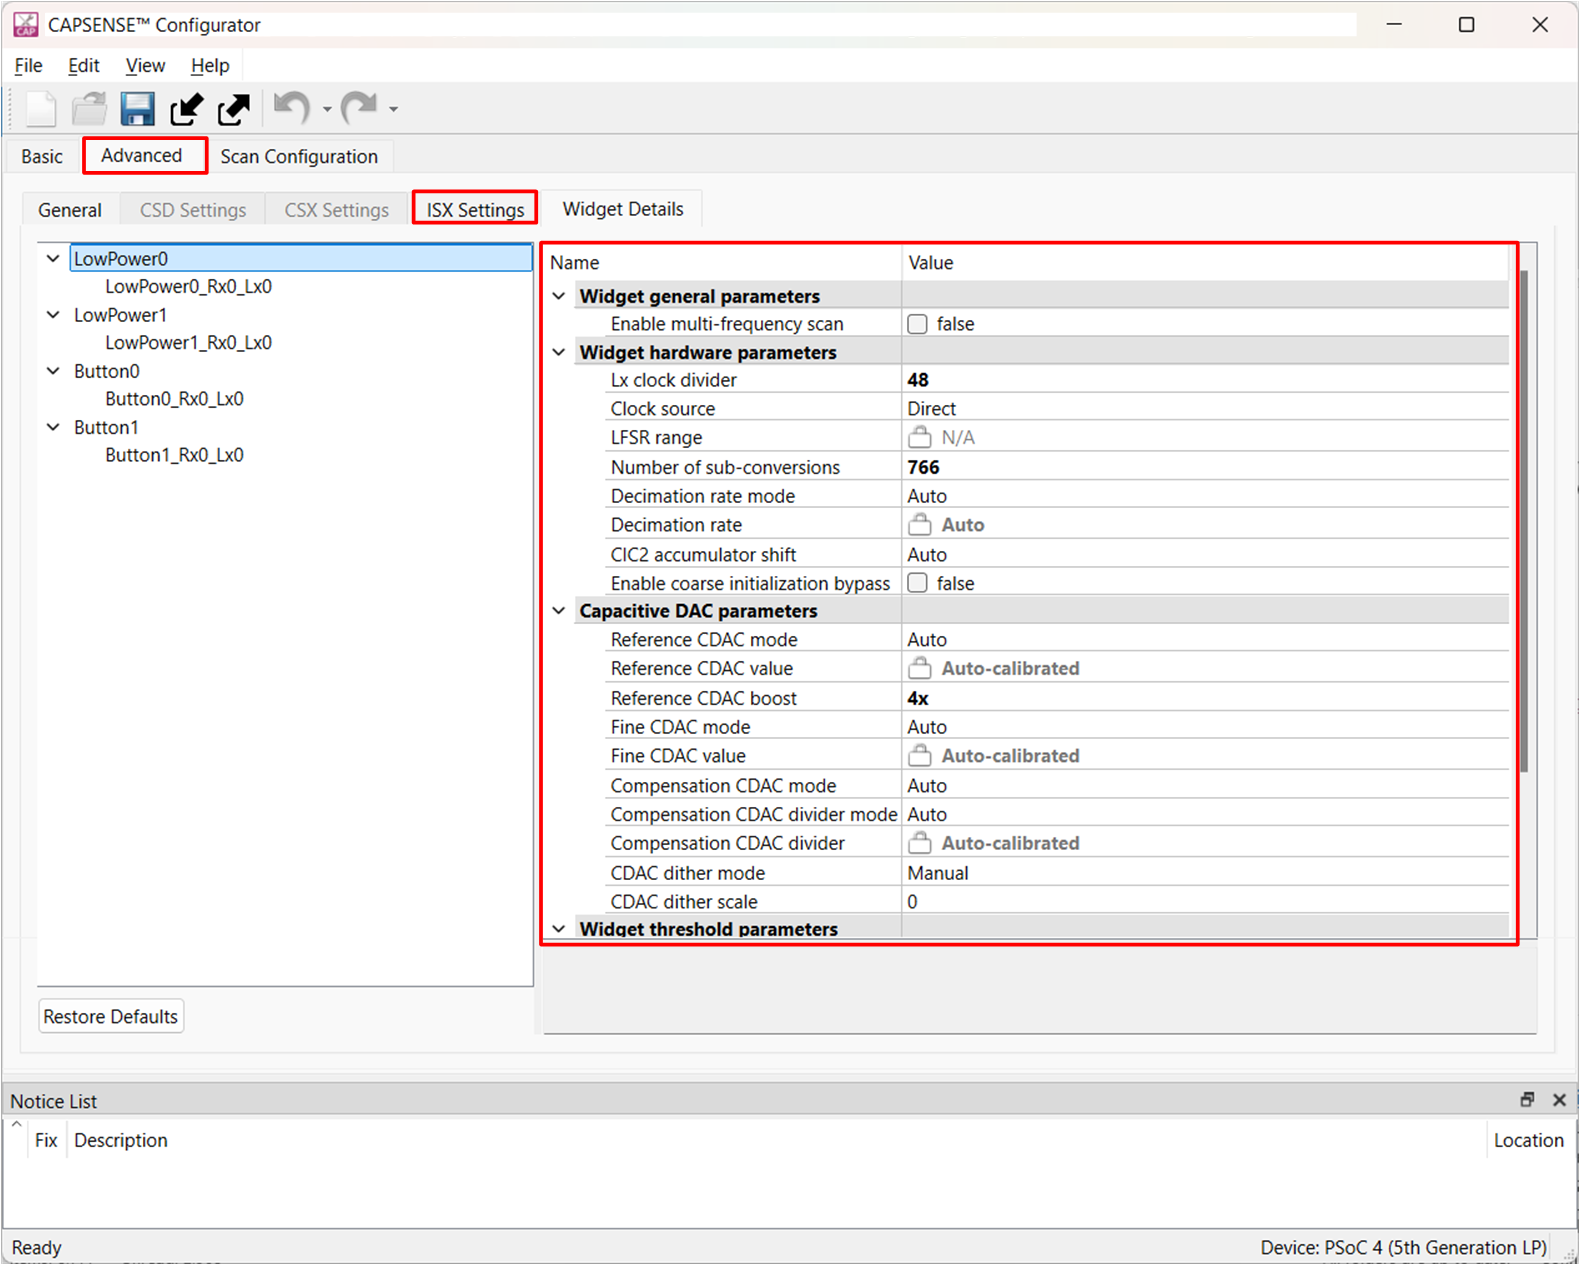 CAPSENSE™ Configurator
File Edit View Help
Basic Advanced Scan Configuration
General CSD Settings CSX Settings ISX Settings Widget Details
LowPower0
LowPower0_Rx0_Lx0
LowPower1
LowPower1_Rx0_Lx0
Button0
Button0_Rx0_Lx0
Button1
Button1_Rx0_Lx0
Restore Defaults
Name Value
Widget general parameters
Enable multi-frequency scan false
Widget hardware parameters
Lx clock divider 48
Clock source Direct
LFSR range N/A
Number of sub-conversions 766
Decimation rate mode Auto
Decimation rate Auto
CIC2 accumulator shift Auto
Enable coarse initialization bypass false
Capacitive DAC parameters
Reference CDAC mode Auto
Reference CDAC value Auto-calibrated
Reference CDAC boost 4x
Fine CDAC mode Auto
Fine CDAC value Auto-calibrated
Compensation CDAC mode Auto
Compensation CDAC divider mode Auto
Compensation CDAC divider Auto-calibrated
CDAC dither mode Manual
CDAC dither scale 0
Widget threshold parameters
Notice List
Fix Description Location
Ready Device: PSoC 4 (5th Generation LP)